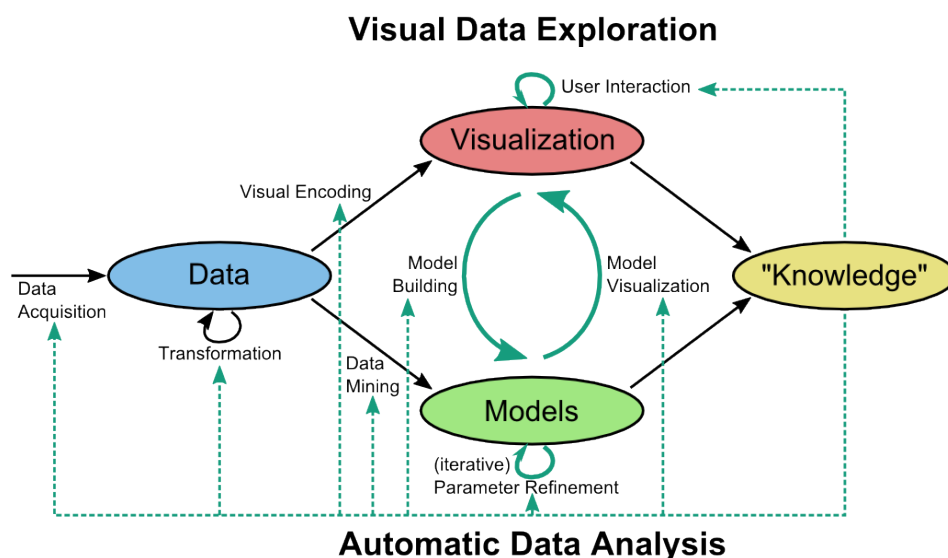 Visual Data Exploration
User Interaction
Visualization
Visual Encoding
Data
Model
Building
Model
Visualization
"Knowledge"
Data
Acquisition
Transformation
Data
Mining
Models
(iterative)
Parameter Refinement
Automatic Data Analysis